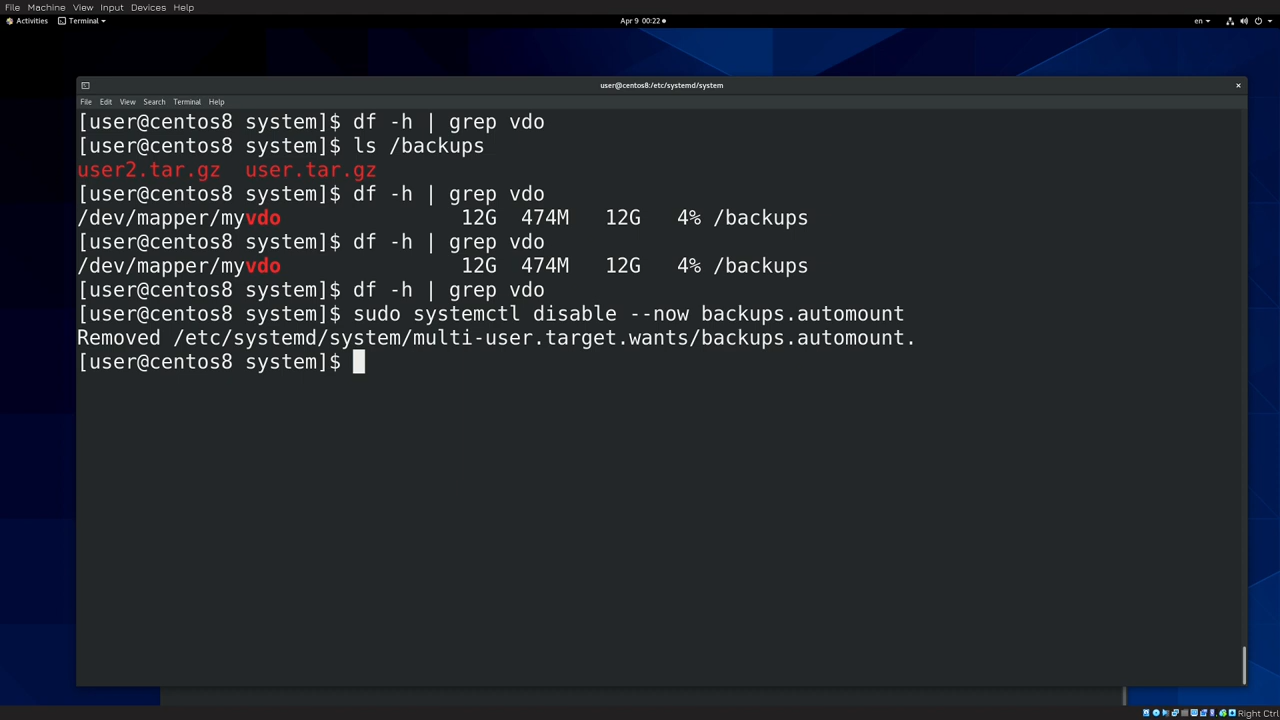 File Machine View Input Devices Help
Activities Terminal Apr 9 00:22 en
user@centos8:/etc/systemd/system
File Edit View Search Terminal Help
[user@centos8 system]$ df -h | grep vdo
[user@centos8 system]$ ls /backups
user2.tar.gz user.tar.gz
[user@centos8 system]$ df -h | grep vdo
/dev/mapper/myvdo 12G 474M 12G 4% /backups
[user@centos8 system]$ df -h | grep vdo
/dev/mapper/myvdo 12G 474M 12G 4% /backups
[user@centos8 system]$ df -h | grep vdo
[user@centos8 system]$ sudo systemctl disable --now backups.automount
Removed /etc/systemd/system/multi-user.target.wants/backups.automount.
[user@centos8 system]$
Right Ctrl